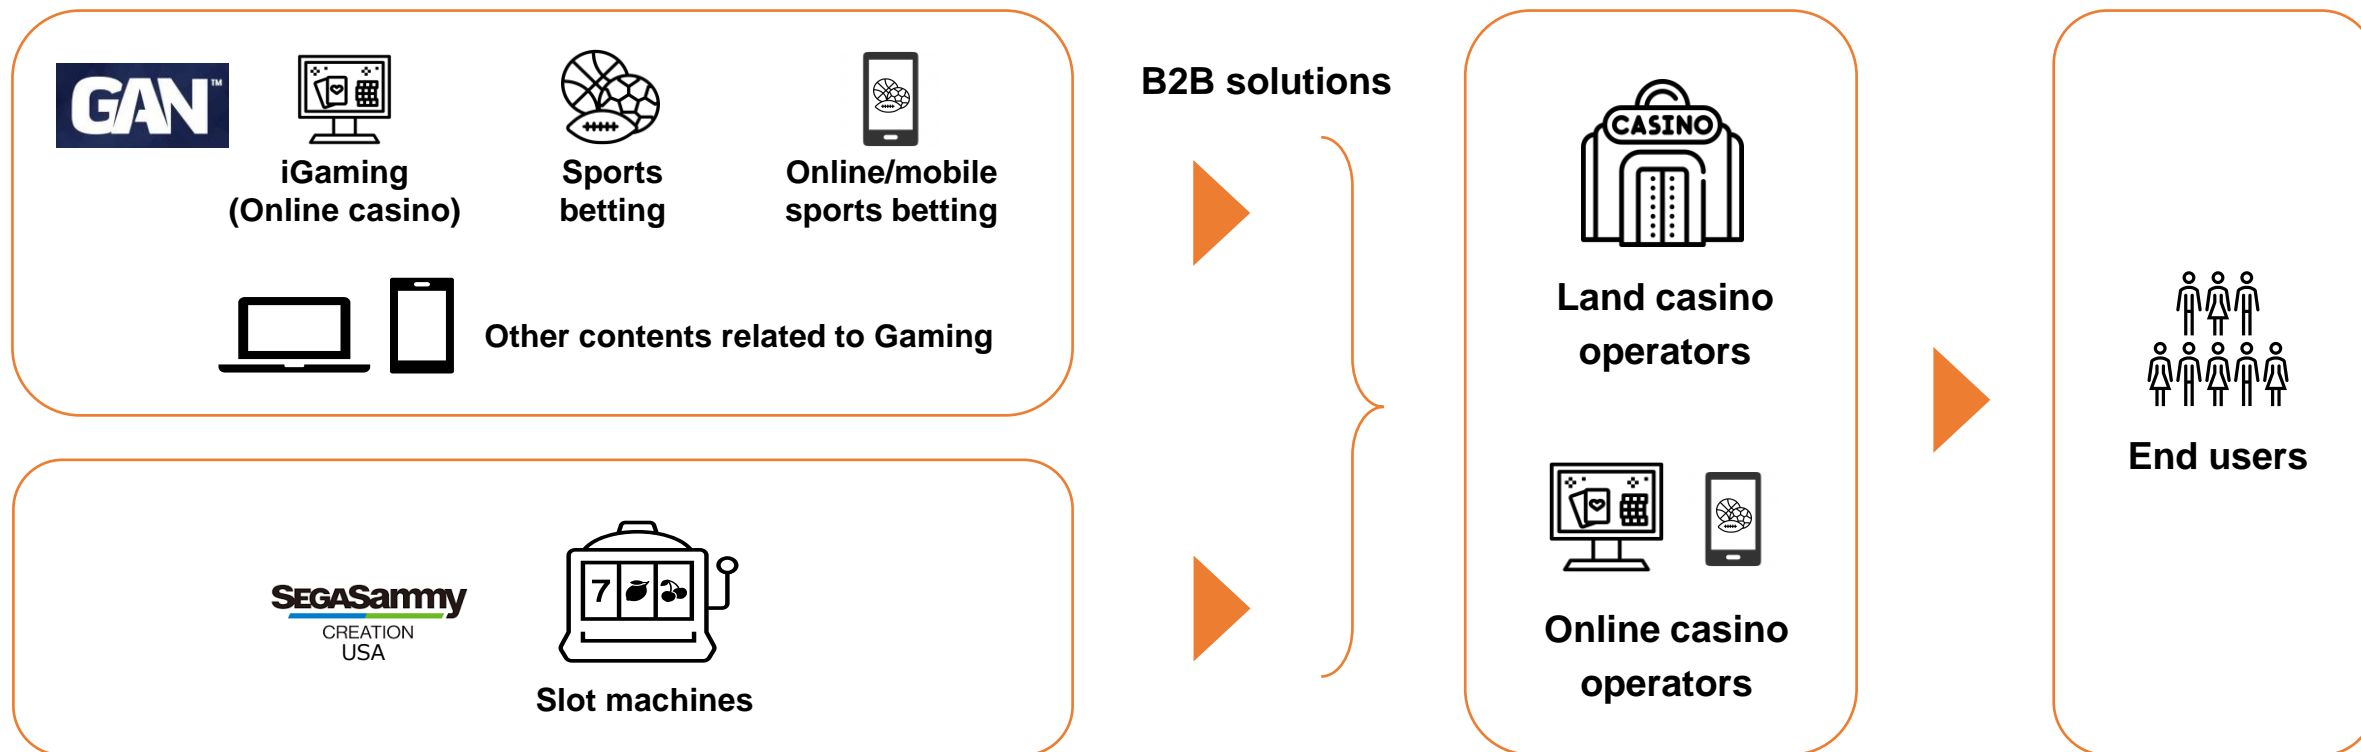 GAN™
iGaming
(Online casino)
Sports
betting
Online/mobile
sports betting
Other contents related to Gaming
B2B solutions
SEGASammy
CREATION
USA
7
Slot machines
CASINO
Land casino
operators
Online casino
operators
End users